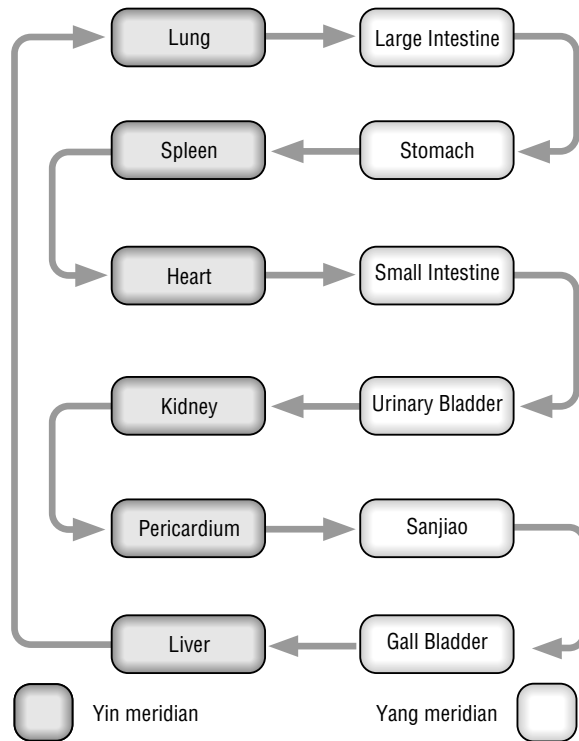 Lung
Large Intestine
Spleen
Stomach
Heart
Small Intestine
Kidney
Urinary Bladder
Pericardium
Sanjiao
Liver
Gall Bladder
Yin meridian
Yang meridian